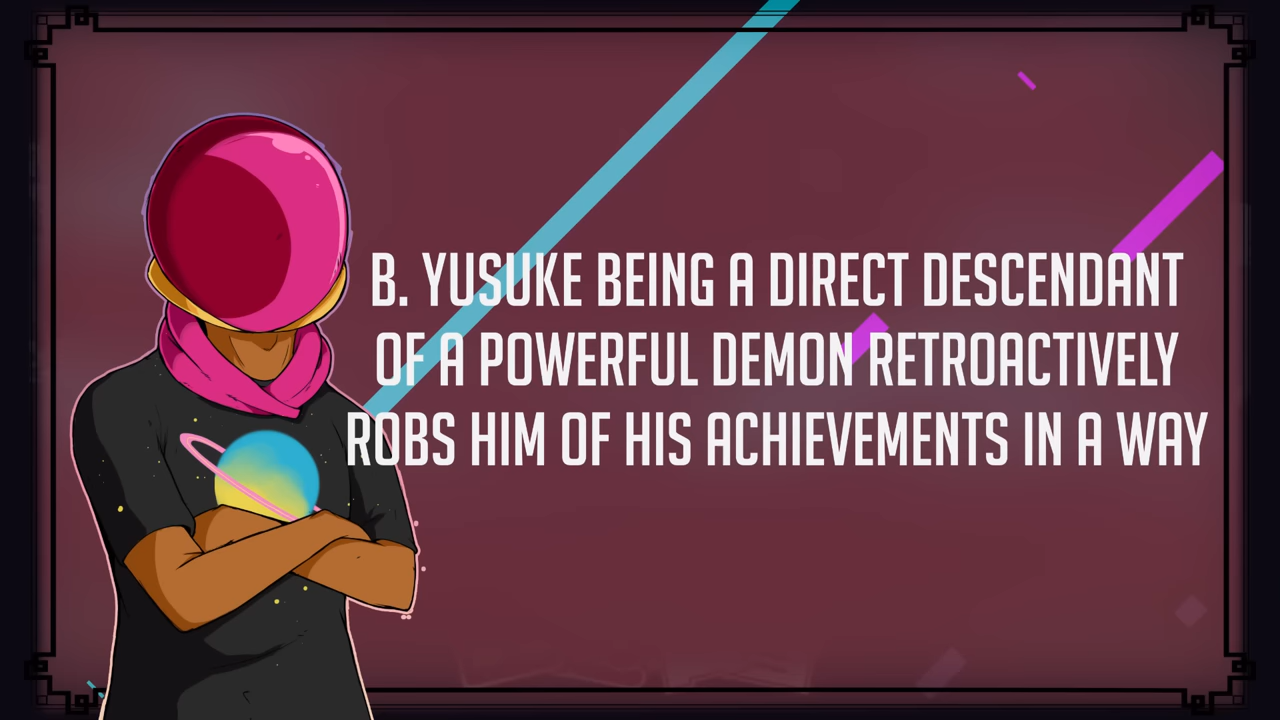 B. YUSUKE BEING A DIRECT DESCENDANT
OF A POWERFUL DEMON RETROACTIVELY
ROBS HIM OF HIS ACHIEVEMENTS IN A WAY